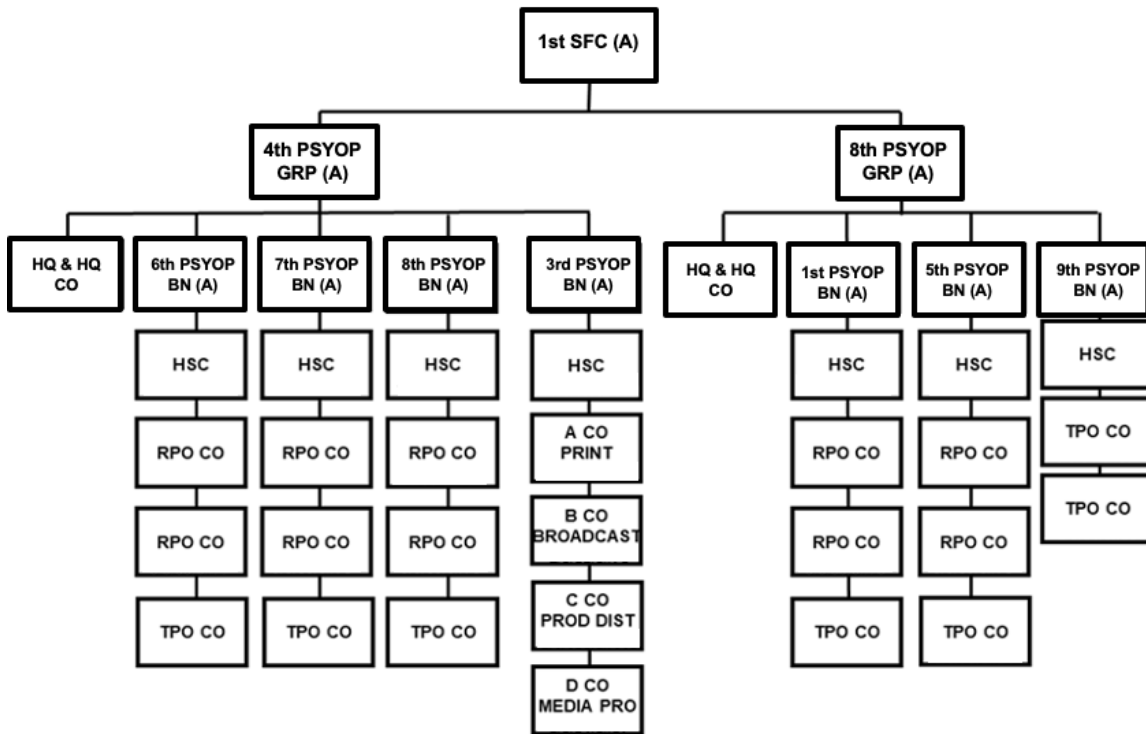 1st SFC (A)
4th PSYOP
GRP (A)
8th PSYOP
GRP (A)
HQ & HQ
CO
6th PSYOP
BN (A)
7th PSYOP
BN (A)
8th PSYOP
BN (A)
3rd PSYOP
BN (A)
HQ & HQ
CO
1st PSYOP
BN (A)
5th PSYOP
BN (A)
9th PSYOP
BN (A)
HSC
RPO CO
RPO CO
TPO CO
HSC
RPO CO
RPO CO
TPO CO
HSC
RPO CO
RPO CO
TPO CO
HSC
A CO
PRINT
B CO
BROADCAST
C CO
PROD DIST
D CO
MEDIA PRO
HSC
RPO CO
RPO CO
TPO CO
HSC
RPO CO
RPO CO
TPO CO
HSC
TPO CO
TPO CO